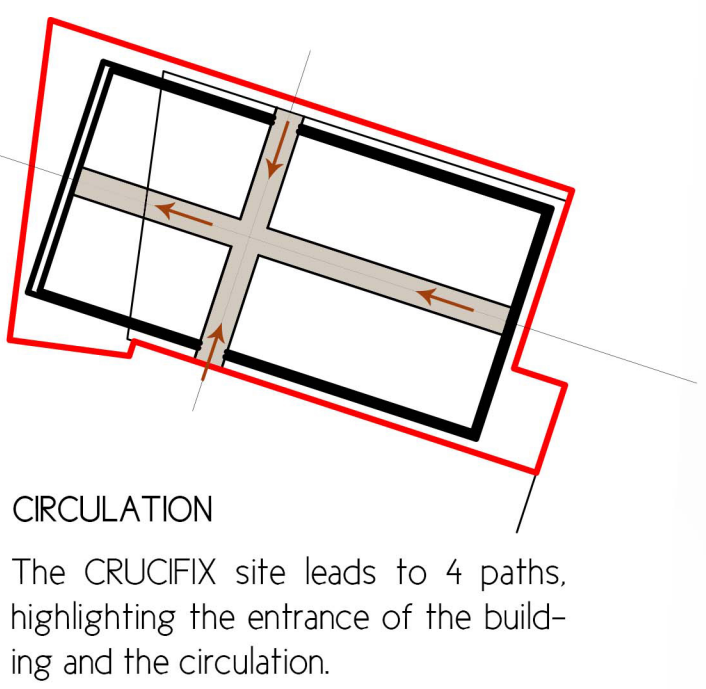 CIRCULATION
The CRUCIFIX site leads to 4 paths,
highlighting the entrance of the build-
ing and the circulation.